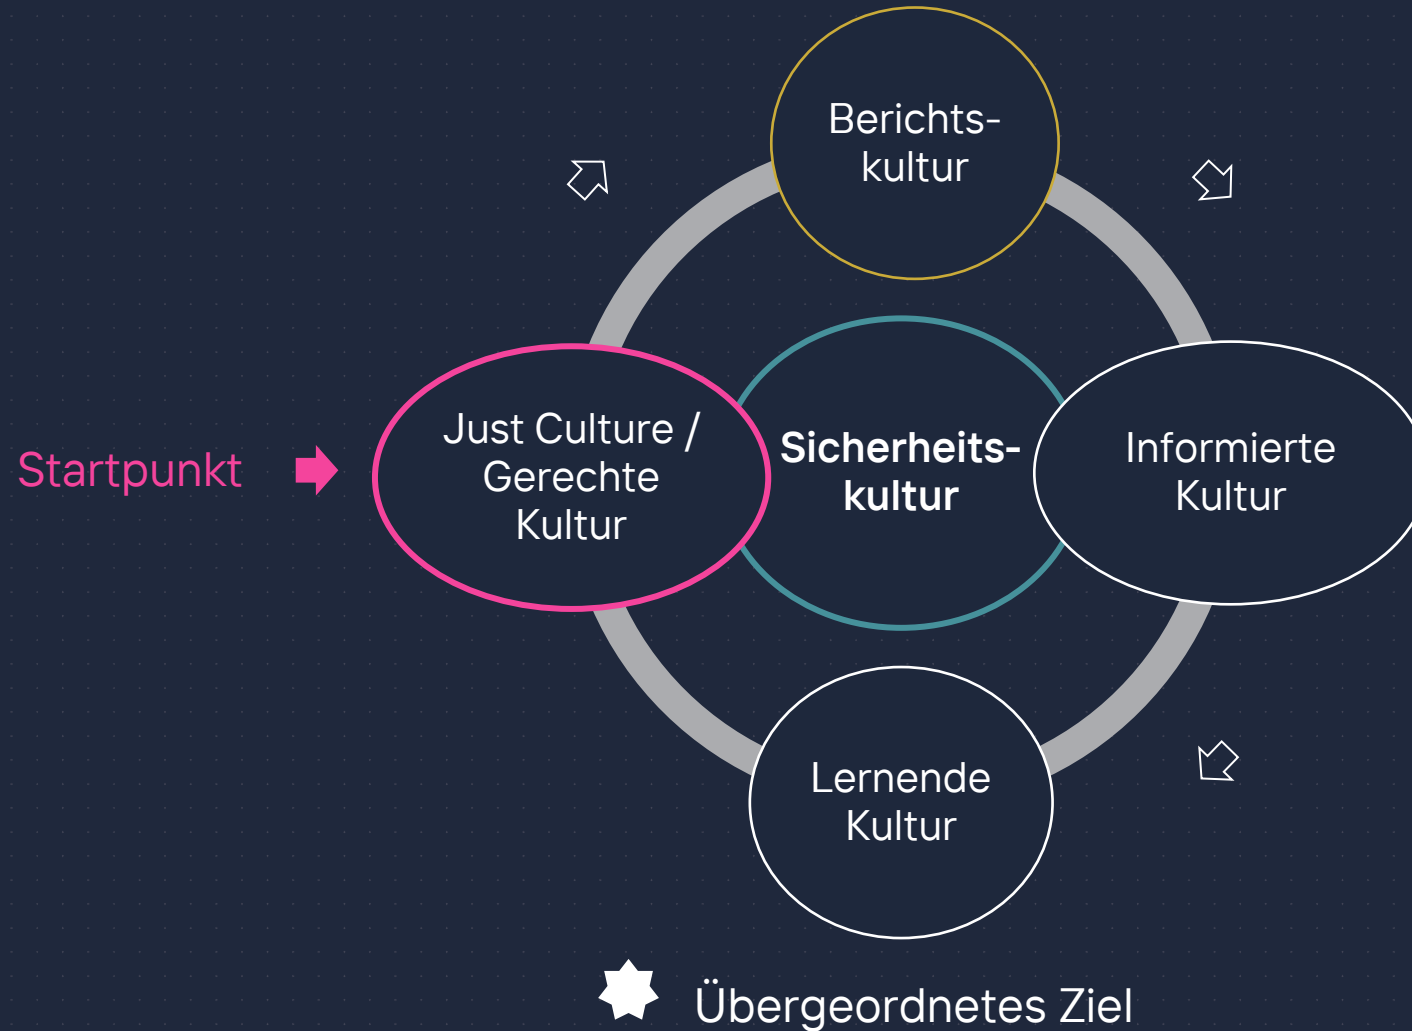 Berichts-
kultur
Startpunkt
Just Culture /
Gerechte
Kultur
Sicherheits-
kultur
Informierte
Kultur
Lernende
Kultur
Übergeordnetes Ziel